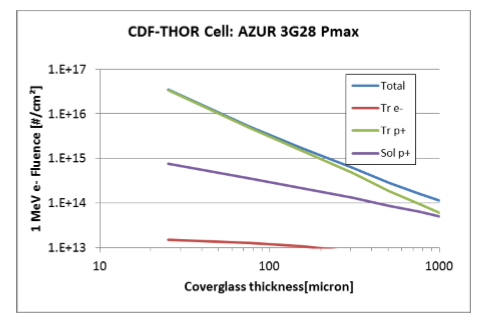 CDF-THOR Cell: AZUR 3G28 Pmax
1 MeV e- Fluence [#/cm²]
1.E+17
1.E+16
1.E+15
1.E+14
1.E+13
Total
Tr e-
Tr p+
Sol p+
10
100
1000
Coverglass thickness[micron]